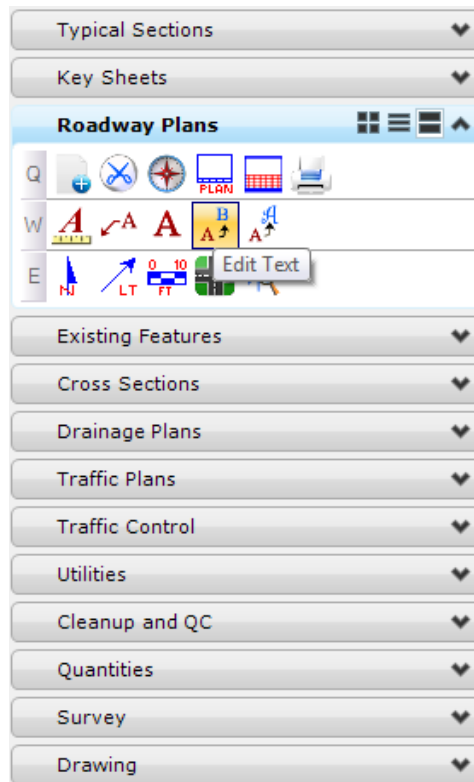 Typical Sections
Key Sheets
Roadway Plans
Q PLAN
W A A A A B A A
Edit Text
E N LT 0 10 FT
Existing Features
Cross Sections
Drainage Plans
Traffic Plans
Traffic Control
Utilities
Cleanup and QC
Quantities
Survey
Drawing